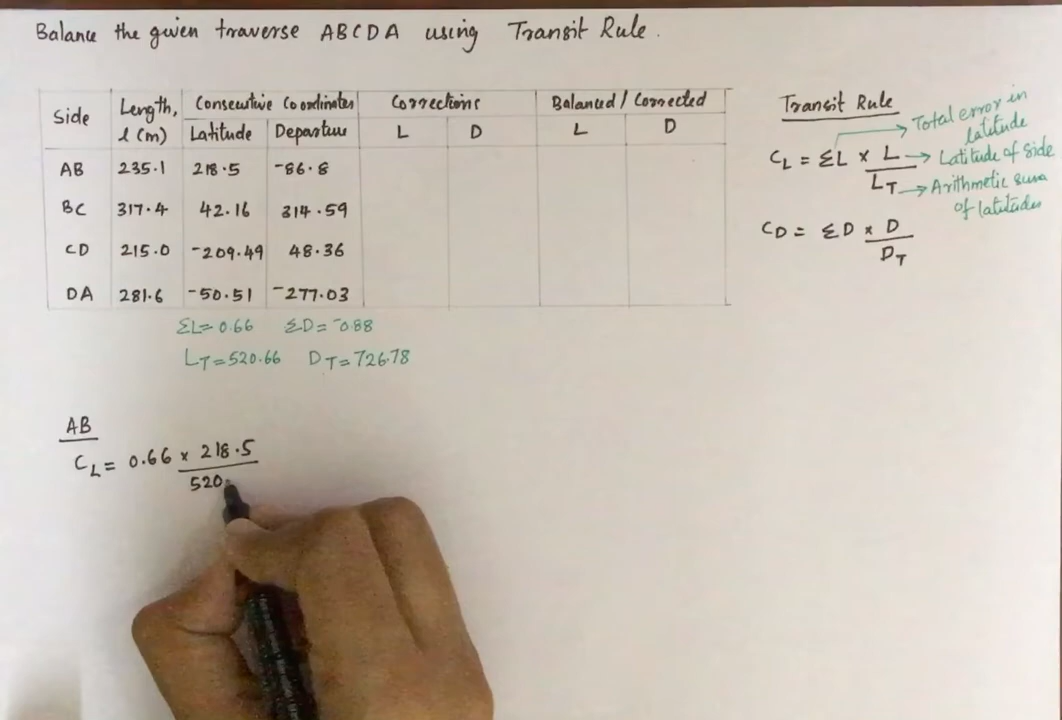 Balance the given traverse ABCDA using Transit Rule.
Side Length, l (m) Consecutive Coordinates Corrections Balanced / Corrected
Latitude Departure L D L D
AB 235.1 218.5 -86.8
BC 317.4 42.16 314.59
CD 215.0 -209.49 48.36
DA 281.6 -50.51 -277.03
ΣL= 0.66 ΣD= -0.88
LT = 520.66 DT = 726.78
Transit Rule
CL = ΣL × L / LT
Total error in latitude
Latitude of side
Arithmetic sum of latitudes
CD = ΣD × D / DT
AB
CL = 0.66 × 218.5 / 520.